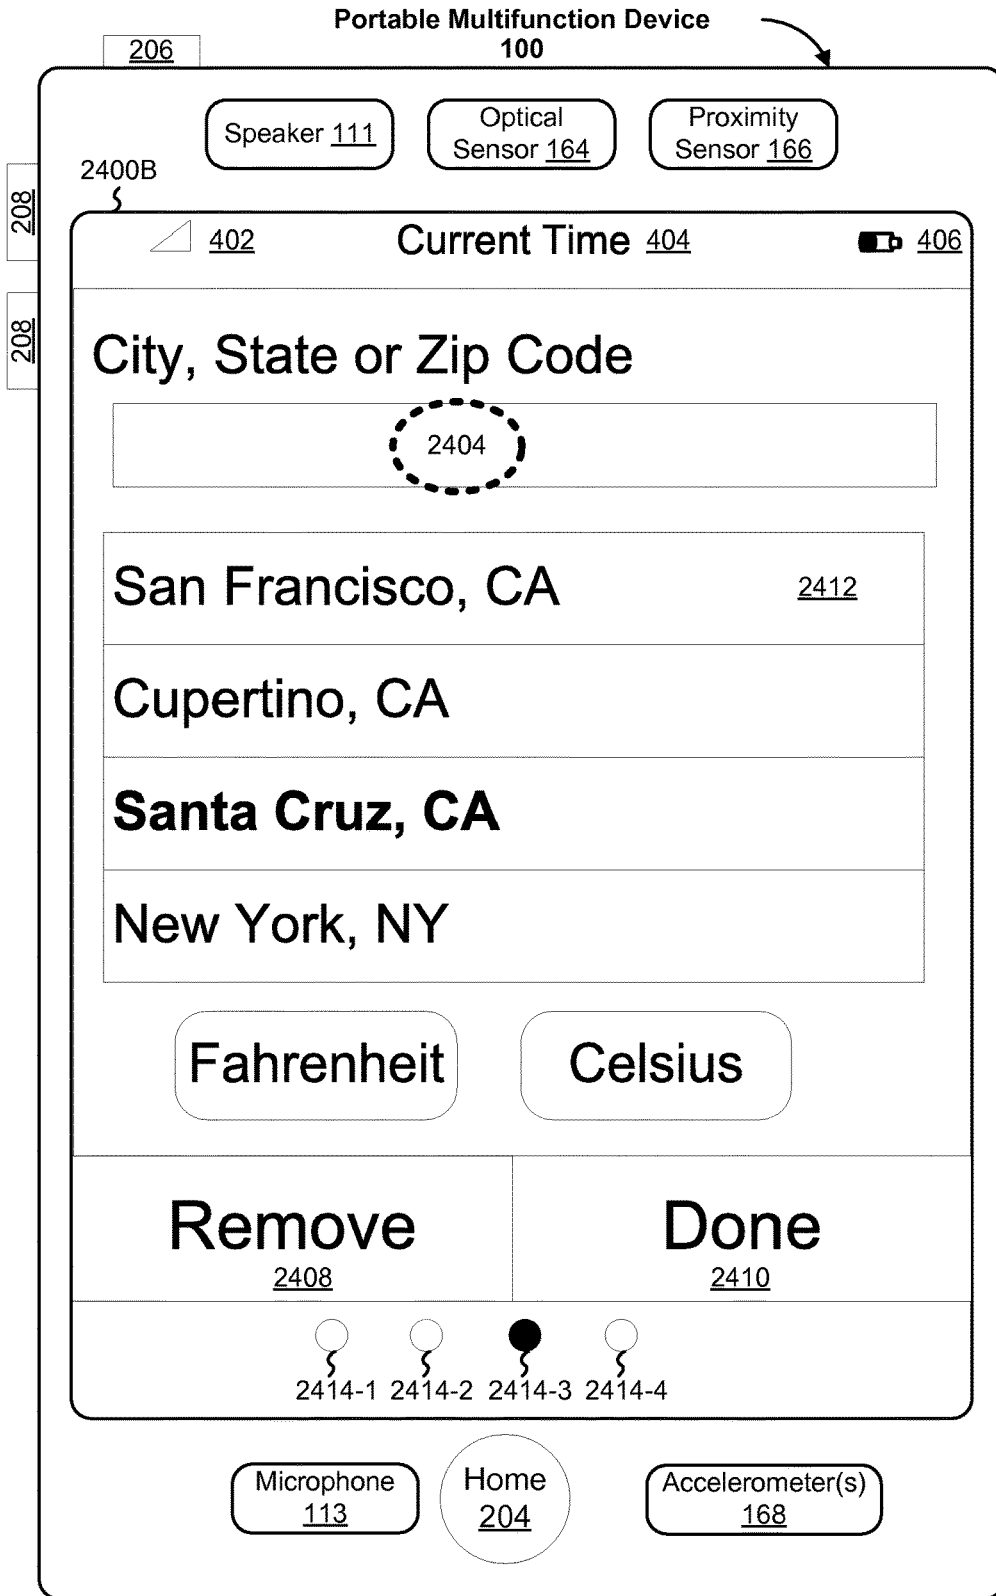 Portable Multifunction Device
100
206
Speaker 111
Optical
Sensor 164
Proximity
Sensor 166
2400B
208
208
402
Current Time 404
406
City, State or Zip Code
2404
San Francisco, CA
2412
Cupertino, CA
Santa Cruz, CA
New York, NY
Fahrenheit
Celsius
Remove
2408
Done
2410
2414-1
2414-2
2414-3
2414-4
Microphone
113
Home
204
Accelerometer(s)
168